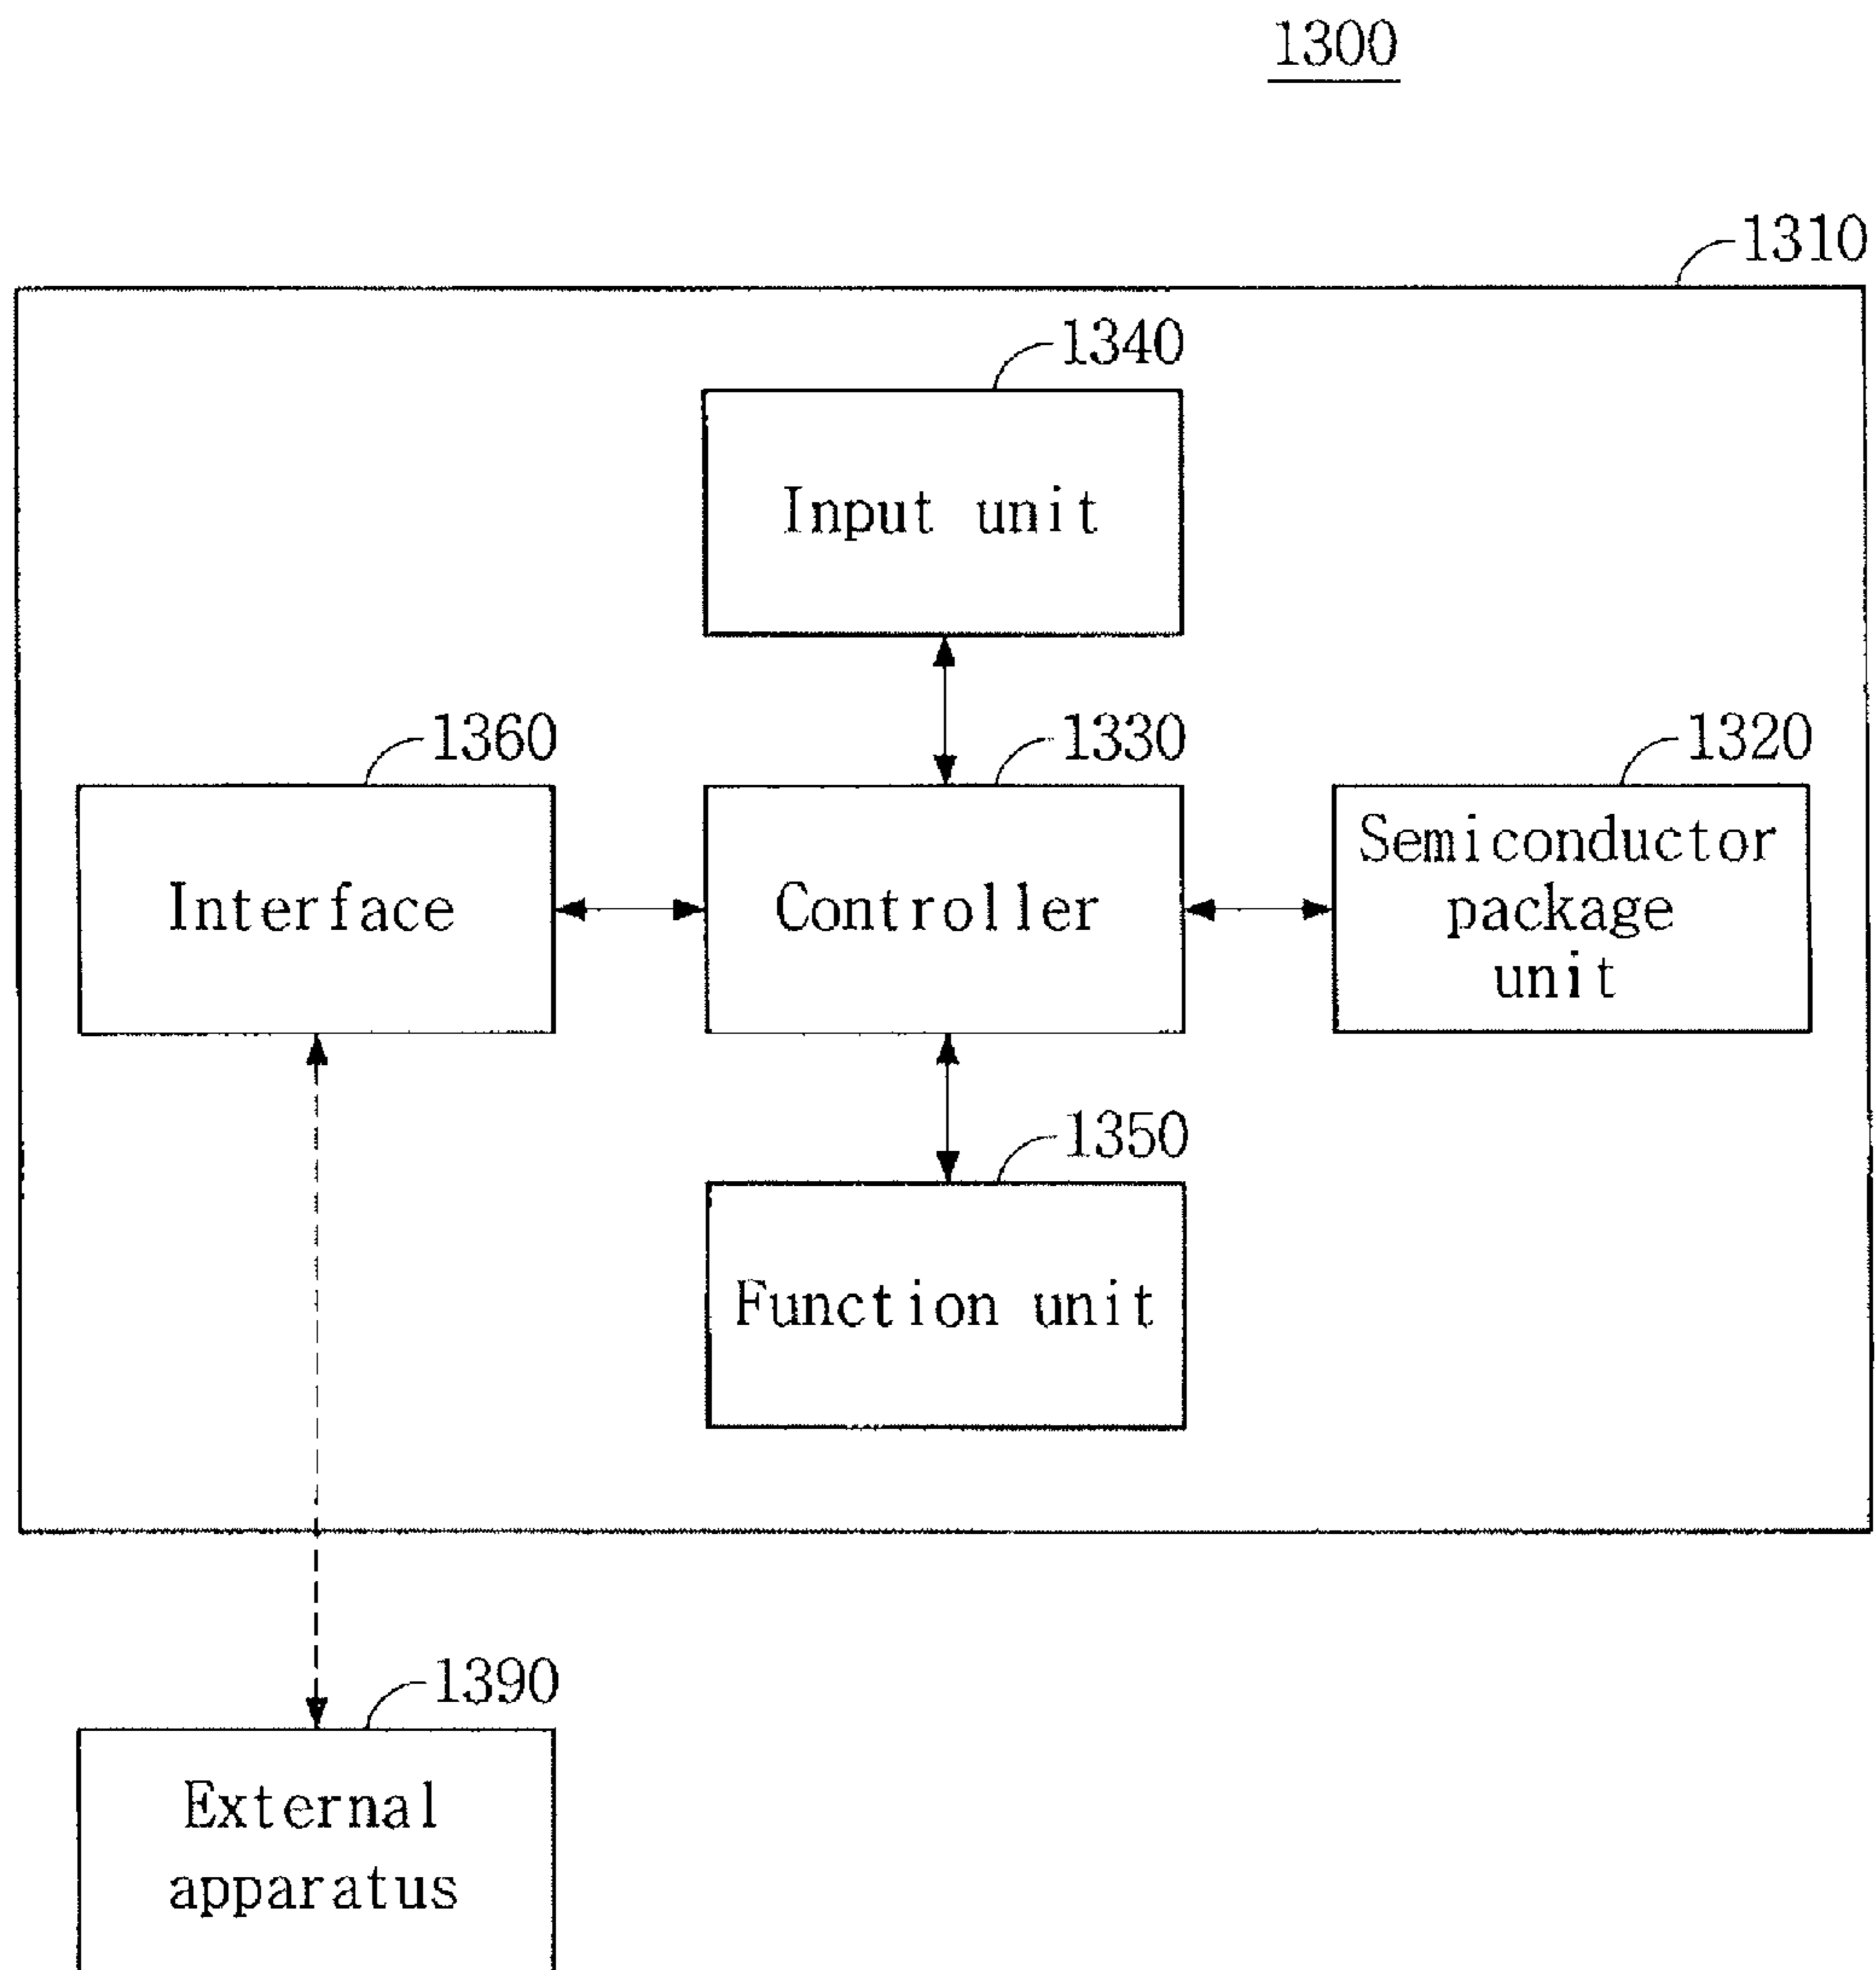 1300
1310
1340
Input unit
1360
1330
1320
Interface
Controller
Semiconductor
package
unit
1350
Function unit
1390
External
apparatus